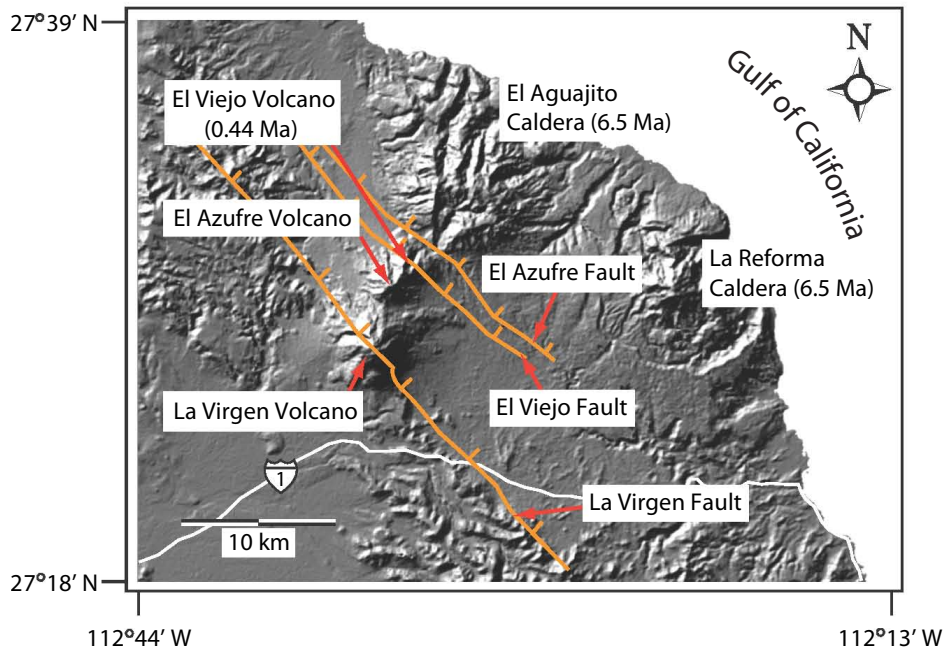 27°39′ N
N
El Viejo Volcano
(0.44 Ma)
El Aguajito
Caldera (6.5 Ma)
Gulf of California
El Azufre Volcano
El Azufre Fault
La Reforma
Caldera (6.5 Ma)
La Virgen Volcano
El Viejo Fault
1
La Virgen Fault
10 km
27°18′ N
112°44′ W
112°13′ W